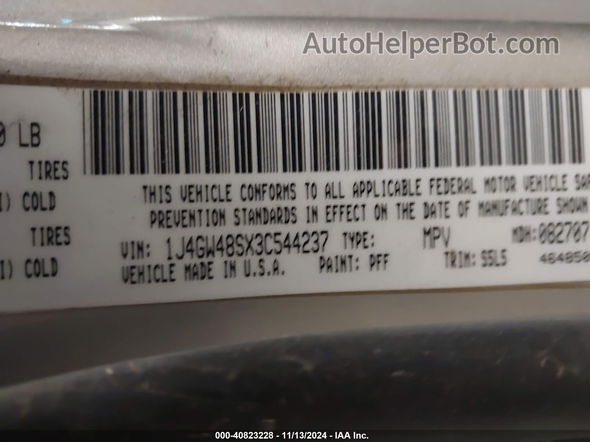 AutoHelperBot.com
0 LB
TIRES
I) COLD
TIRES
I) COLD
THIS VEHICLE CONFORMS TO ALL APPLICABLE FEDERAL MOTOR VEHICLE SAF
PREVENTION STANDARDS IN EFFECT ON THE DATE OF MANUFACTURE SHOWN
VIN: 1J4GW48SX3C544237 TYPE: MPV MDH:082707
VEHICLE MADE IN U.S.A. PAINT: PFF TRIM: S5L5 464850
000-40823228 - 11/13/2024 - IAA Inc.